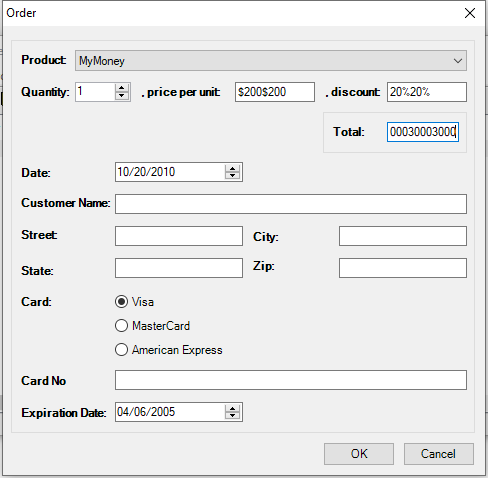 Order
Product: MyMoney
Quantity: 1 , price per unit: $200$200 , discount: 20%20%
Total: 00030003000
Date: 10/20/2010
Customer Name:
Street: City:
State: Zip:
Card: Visa
MasterCard
American Express
Card No
Expiration Date: 04/06/2005
OK Cancel